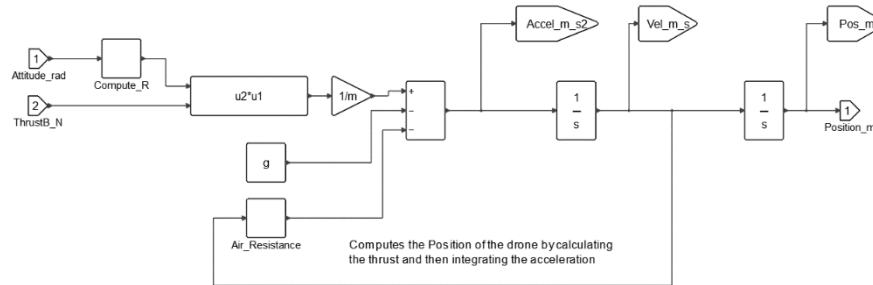 Accel_m_s2
Vel_m_s
Pos_m
1
Attitude_rad
Compute_R
2
ThrustB_N
u2*u1
1/m
+
−
−
1
s
1
s
1
Position_m
g
Air_Resistance
Computes the Position of the drone by calculating
the thrust and then integrating the acceleration